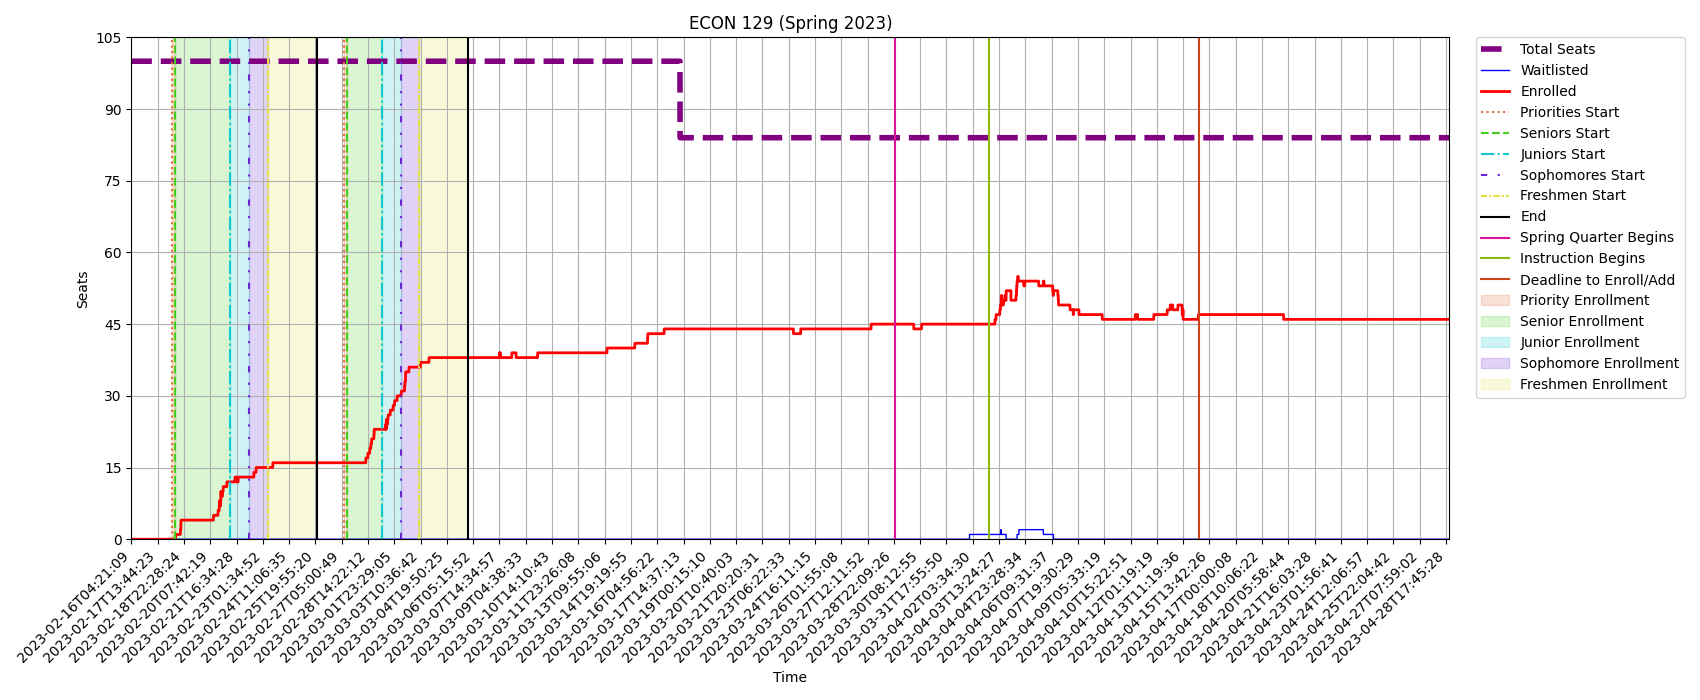 ECON 129 (Spring 2023)
Seats
105
90
75
60
45
30
15
0
2023-02-16T04:21:09
2023-02-17T13:44:23
2023-02-18T22:28:24
2023-02-20T07:42:19
2023-02-21T16:34:28
2023-02-23T01:34:52
2023-02-24T11:06:35
2023-02-25T19:55:20
2023-02-27T05:00:49
2023-02-28T14:22:12
2023-03-01T23:29:05
2023-03-03T10:36:42
2023-03-04T19:50:25
2023-03-06T05:15:52
2023-03-07T14:34:57
2023-03-09T04:38:33
2023-03-10T14:10:43
2023-03-11T23:26:08
2023-03-13T09:55:06
2023-03-14T19:19:55
2023-03-16T04:56:22
2023-03-17T14:37:13
2023-03-19T00:15:10
2023-03-20T10:40:03
2023-03-21T20:20:31
2023-03-23T06:22:33
2023-03-24T16:11:15
2023-03-26T01:55:08
2023-03-27T12:11:52
2023-03-28T22:09:26
2023-03-30T08:12:55
2023-03-31T17:55:50
2023-04-02T03:34:30
2023-04-03T13:24:27
2023-04-04T23:28:34
2023-04-06T09:31:37
2023-04-07T19:30:29
2023-04-09T05:33:19
2023-04-10T15:22:51
2023-04-12T01:19:19
2023-04-13T11:19:36
2023-04-15T13:42:26
2023-04-17T00:00:08
2023-04-18T10:06:22
2023-04-20T05:58:44
2023-04-21T16:03:28
2023-04-23T01:56:41
2023-04-24T12:06:57
2023-04-25T22:04:42
2023-04-27T07:59:02
2023-04-28T17:45:28
Time
Total Seats
Waitlisted
Enrolled
Priorities Start
Seniors Start
Juniors Start
Sophomores Start
Freshmen Start
End
Spring Quarter Begins
Instruction Begins
Deadline to Enroll/Add
Priority Enrollment
Senior Enrollment
Junior Enrollment
Sophomore Enrollment
Freshmen Enrollment